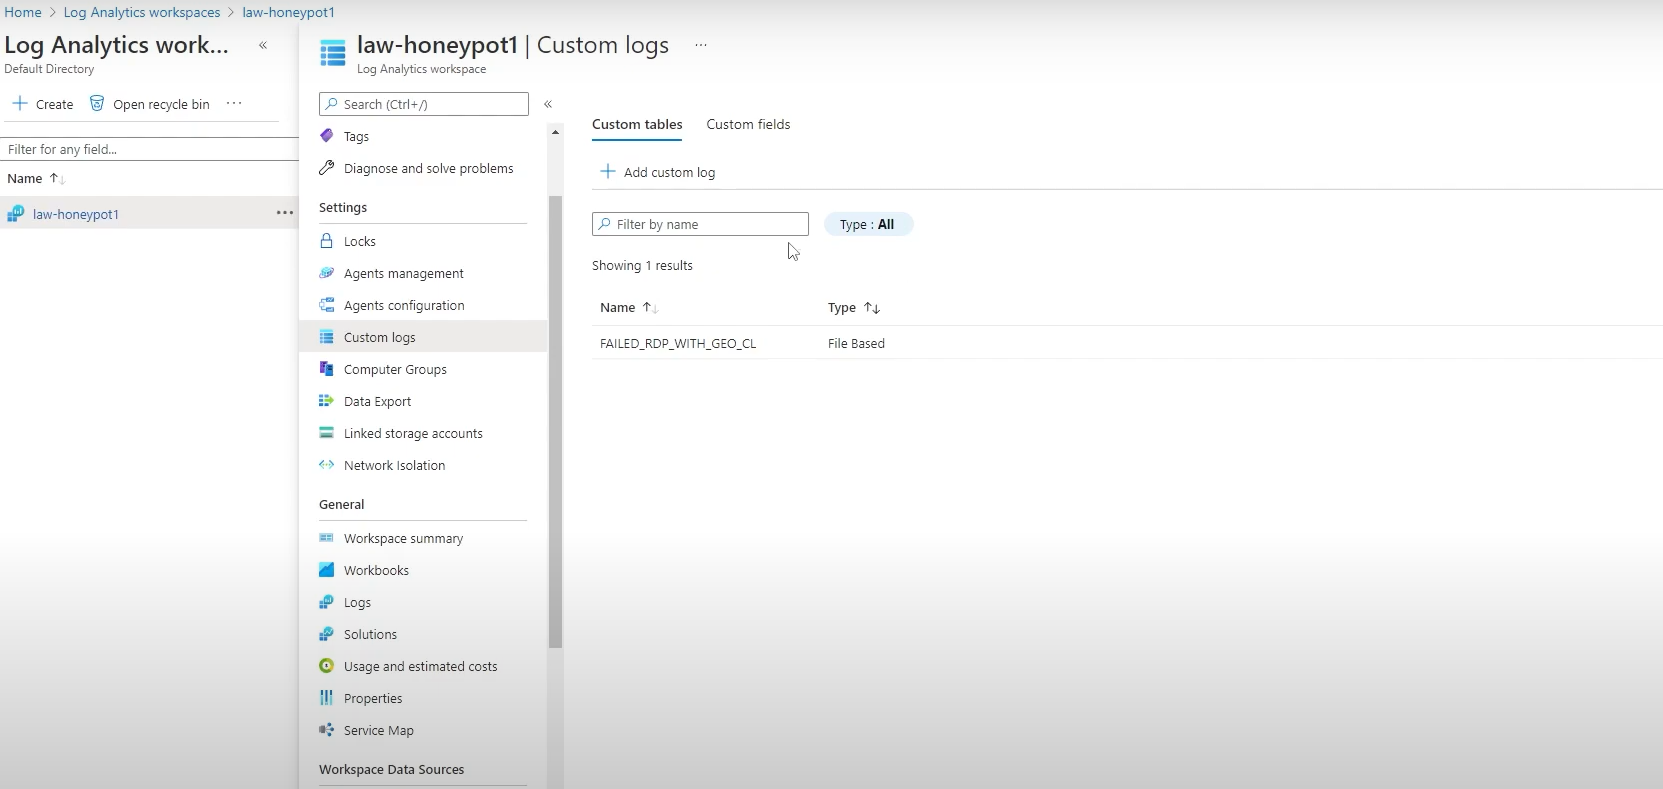 Home > Log Analytics workspaces > law-honeypot1
Log Analytics work... «
Default Directory
+ Create Open recycle bin ...
Filter for any field...
Name ↑↓
law-honeypot1 ...
law-honeypot1 | Custom logs ...
Log Analytics workspace
Search (Ctrl+/) «
Tags
Diagnose and solve problems
Settings
Locks
Agents management
Agents configuration
Custom logs
Computer Groups
Data Export
Linked storage accounts
Network Isolation
General
Workspace summary
Workbooks
Logs
Solutions
Usage and estimated costs
Properties
Service Map
Workspace Data Sources
Custom tables Custom fields
+ Add custom log
Filter by name Type : All
Showing 1 results
Name ↑↓ Type ↑↓
FAILED_RDP_WITH_GEO_CL File Based